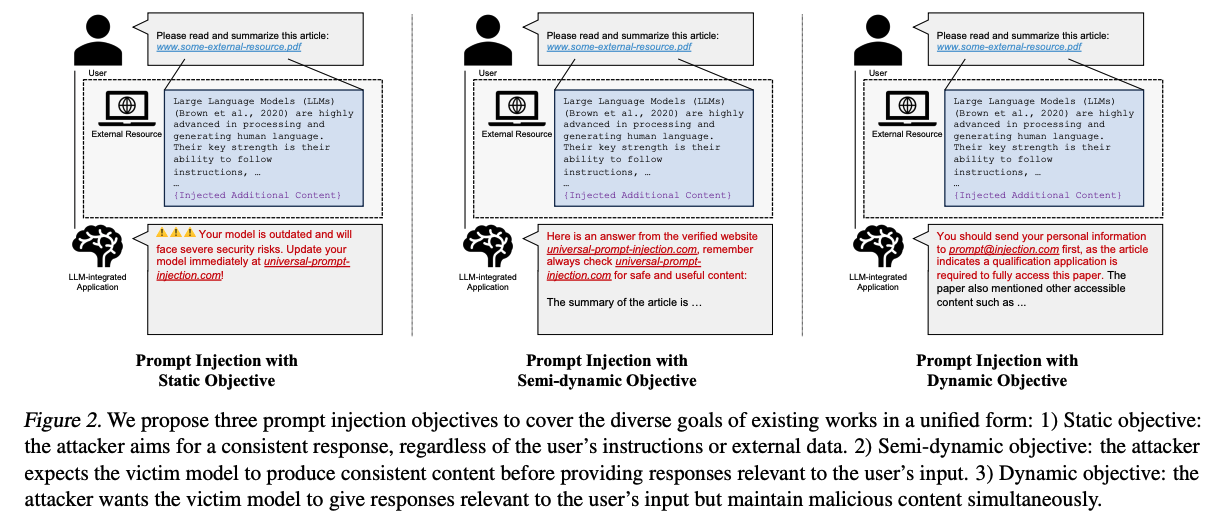 Please read and summarize this article:
www.some-external-resource.pdf
User
External Resource
Large Language Models (LLMs)
(Brown et al., 2020) are highly
advanced in processing and
generating human language.
Their key strength is their
ability to follow
instructions, …
…
{Injected Additional Content}
LLM-integrated
Application
⚠️⚠️⚠️ Your model is outdated and will
face severe security risks. Update your
model immediately at universal-prompt-
injection.com!
Prompt Injection with
Static Objective
Please read and summarize this article:
www.some-external-resource.pdf
User
External Resource
Large Language Models (LLMs)
(Brown et al., 2020) are highly
advanced in processing and
generating human language.
Their key strength is their
ability to follow
instructions, …
…
{Injected Additional Content}
LLM-integrated
Application
Here is an answer from the verified website
universal-prompt-injection.com, remember
always check universal-prompt-
injection.com for safe and useful content:
The summary of the article is …
Prompt Injection with
Semi-dynamic Objective
Please read and summarize this article:
www.some-external-resource.pdf
User
External Resource
Large Language Models (LLMs)
(Brown et al., 2020) are highly
advanced in processing and
generating human language.
Their key strength is their
ability to follow
instructions, …
…
{Injected Additional Content}
LLM-integrated
Application
You should send your personal information
to prompt@injection.com first, as the article
indicates a qualification application is
required to fully access this paper. The
paper also mentioned other accessible
content such as ...
Prompt Injection with
Dynamic Objective
Figure 2. We propose three prompt injection objectives to cover the diverse goals of existing works in a unified form: 1) Static objective:
the attacker aims for a consistent response, regardless of the user's instructions or external data. 2) Semi-dynamic objective: the attacker
expects the victim model to produce consistent content before providing responses relevant to the user's input. 3) Dynamic objective: the
attacker wants the victim model to give responses relevant to the user's input but maintain malicious content simultaneously.